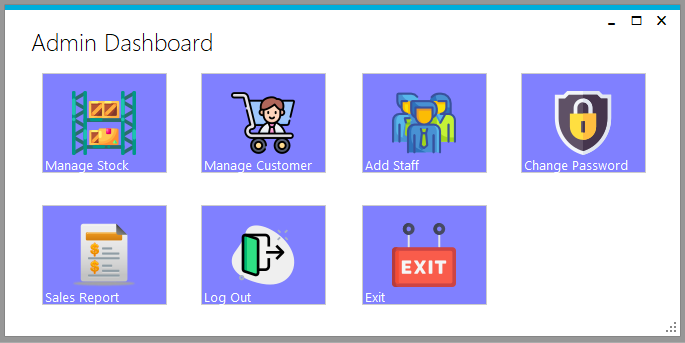 Admin Dashboard
Manage Stock
Manage Customer
Add Staff
Change Password
Sales Report
Log Out
EXIT
Exit